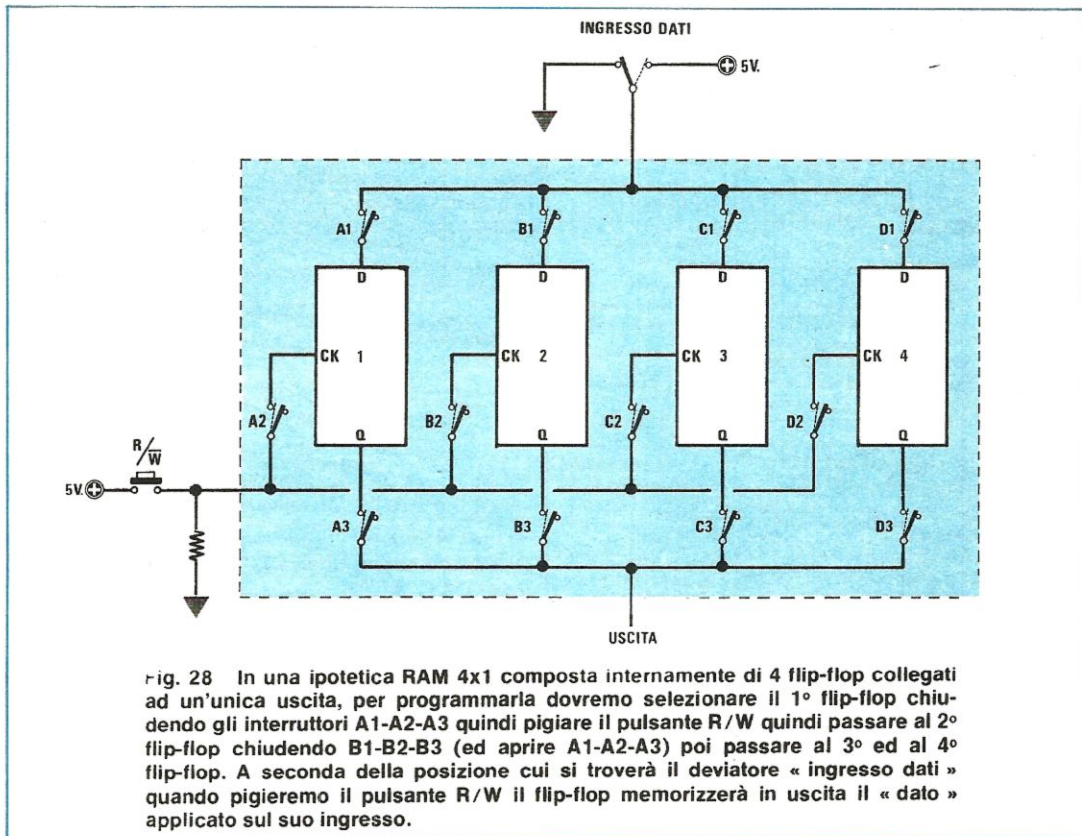 INGRESSO DATI
5V.
A1 B1 C1 D1
D D D D
CK 1 CK 2 CK 3 CK 4
A2 B2 C2 D2
Q Q Q Q
R/W̅
5V.
A3 B3 C3 D3
USCITA
Fig. 28 In una ipotetica RAM 4x1 composta internamente di 4 flip-flop collegati
ad un'unica uscita, per programmarla dovremo selezionare il 1º flip-flop chiu-
dendo gli interruttori A1-A2-A3 quindi pigiare il pulsante R/W quindi passare al 2º
flip-flop chiudendo B1-B2-B3 (ed aprire A1-A2-A3) poi passare al 3º ed al 4º
flip-flop. A seconda della posizione cui si troverà il deviatore « ingresso dati »
quando pigieremo il pulsante R/W il flip-flop memorizzerà in uscita il « dato »
applicato sul suo ingresso.